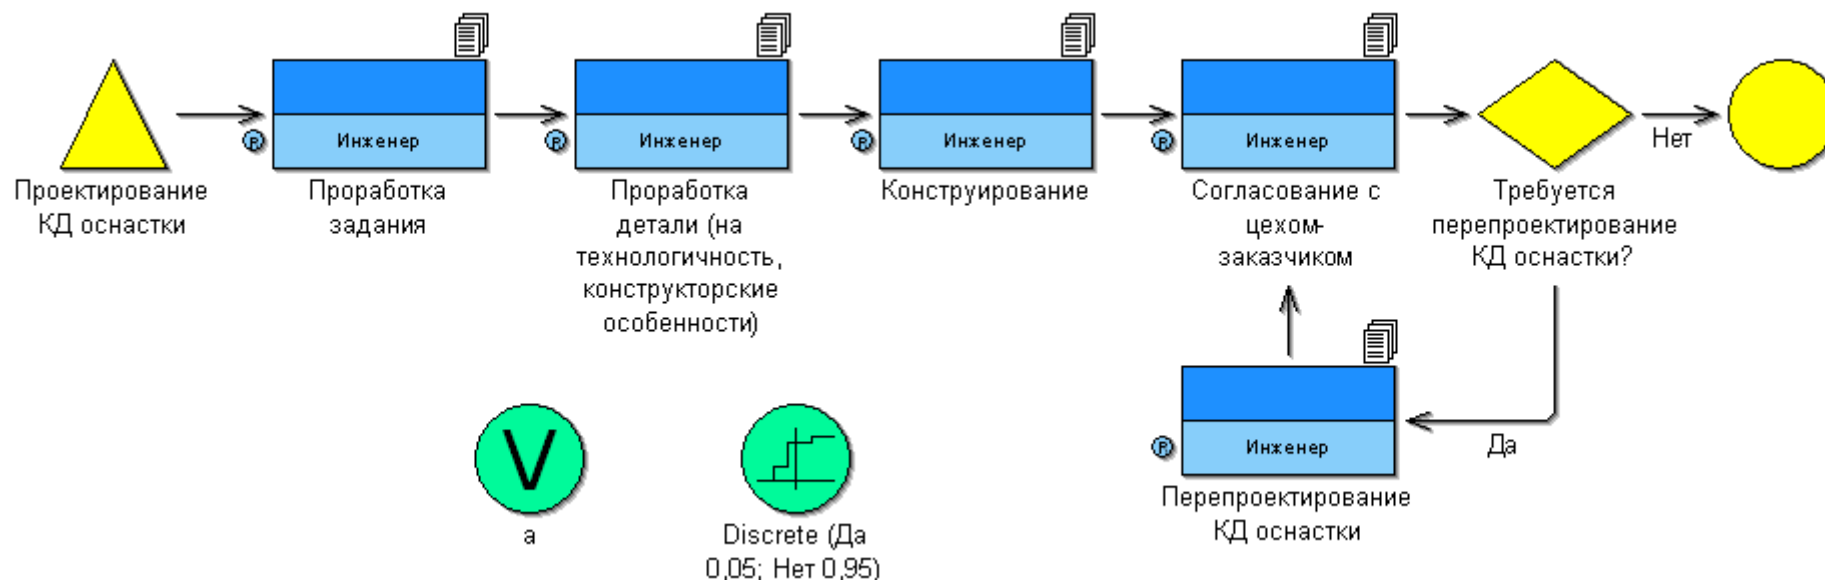 Инженер
Инженер
Инженер
Инженер
Нет
Проектирование
КД оснастки
Проработка
задания
Проработка
детали (на
технологичность,
конструкторские
особенности)
Конструирование
Согласование с
цехом-
заказчиком
Требуется
перепроектирование
КД оснастки?
Инженер
Да
Перепроектирование
КД оснастки
V
a
Discrete (Да
0,05; Нет 0,95)